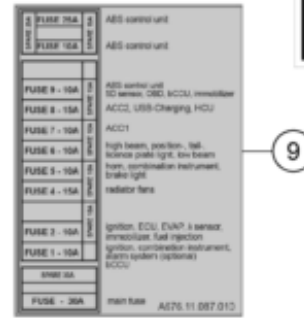 FUSE 25A ABS control unit
FUSE 10A ABS control unit
FUSE 9 - 10A ABS control unit
SD sensor, OBD, bCCU, immobilizer
FUSE 8 - 15A ACC2, USB-Charging, HCU
FUSE 7 - 10A ACC1
FUSE 6 - 10A high beam, position-, tail-,
licence plate light, low beam
FUSE 5 - 10A horn, combination instrument,
brake light
FUSE 4 - 15A radiator fans
FUSE 2 - 10A ignition, ECU, EVAP, λ sensor,
immobilizer, fuel injection
FUSE 1 - 10A ignition, combination instrument,
alarm system (optional)
bCCU
SPARE 30A
FUSE - 30A main fuse
A676.11.087.010
9